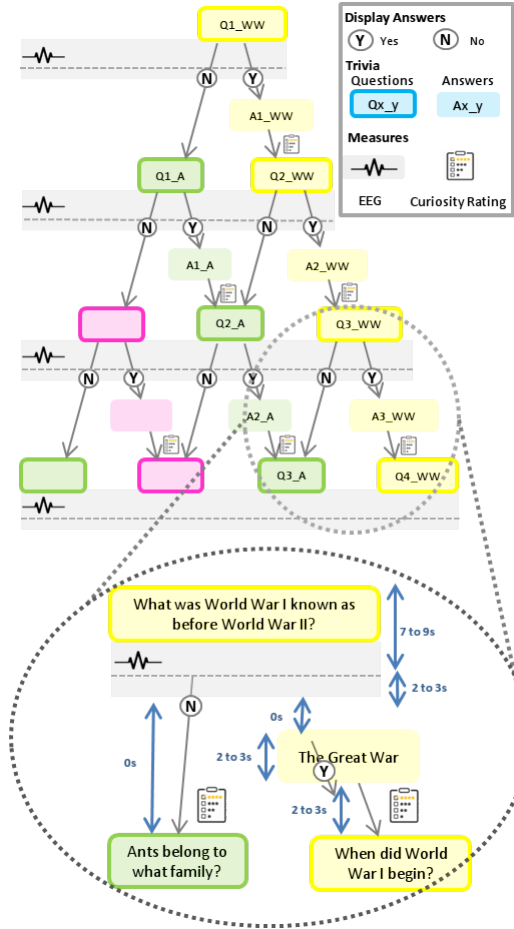 Q1_WW
N
Y
A1_WW
Q1_A
Q2_WW
N
Y
N
Y
A1_A
A2_WW
Q2_A
Q3_WW
N
Y
N
Y
N
Y
A2_A
A3_WW
Q3_A
Q4_WW
Display Answers
Y Yes
N No
Trivia
Questions Answers
Qx_y Ax_y
Measures
EEG Curiosity Rating
What was World War I known as
before World War II?
7 to 9s
2 to 3s
N
0s
0s
2 to 3s
The Great War
Y
2 to 3s
Ants belong to
what family?
When did World
War I begin?